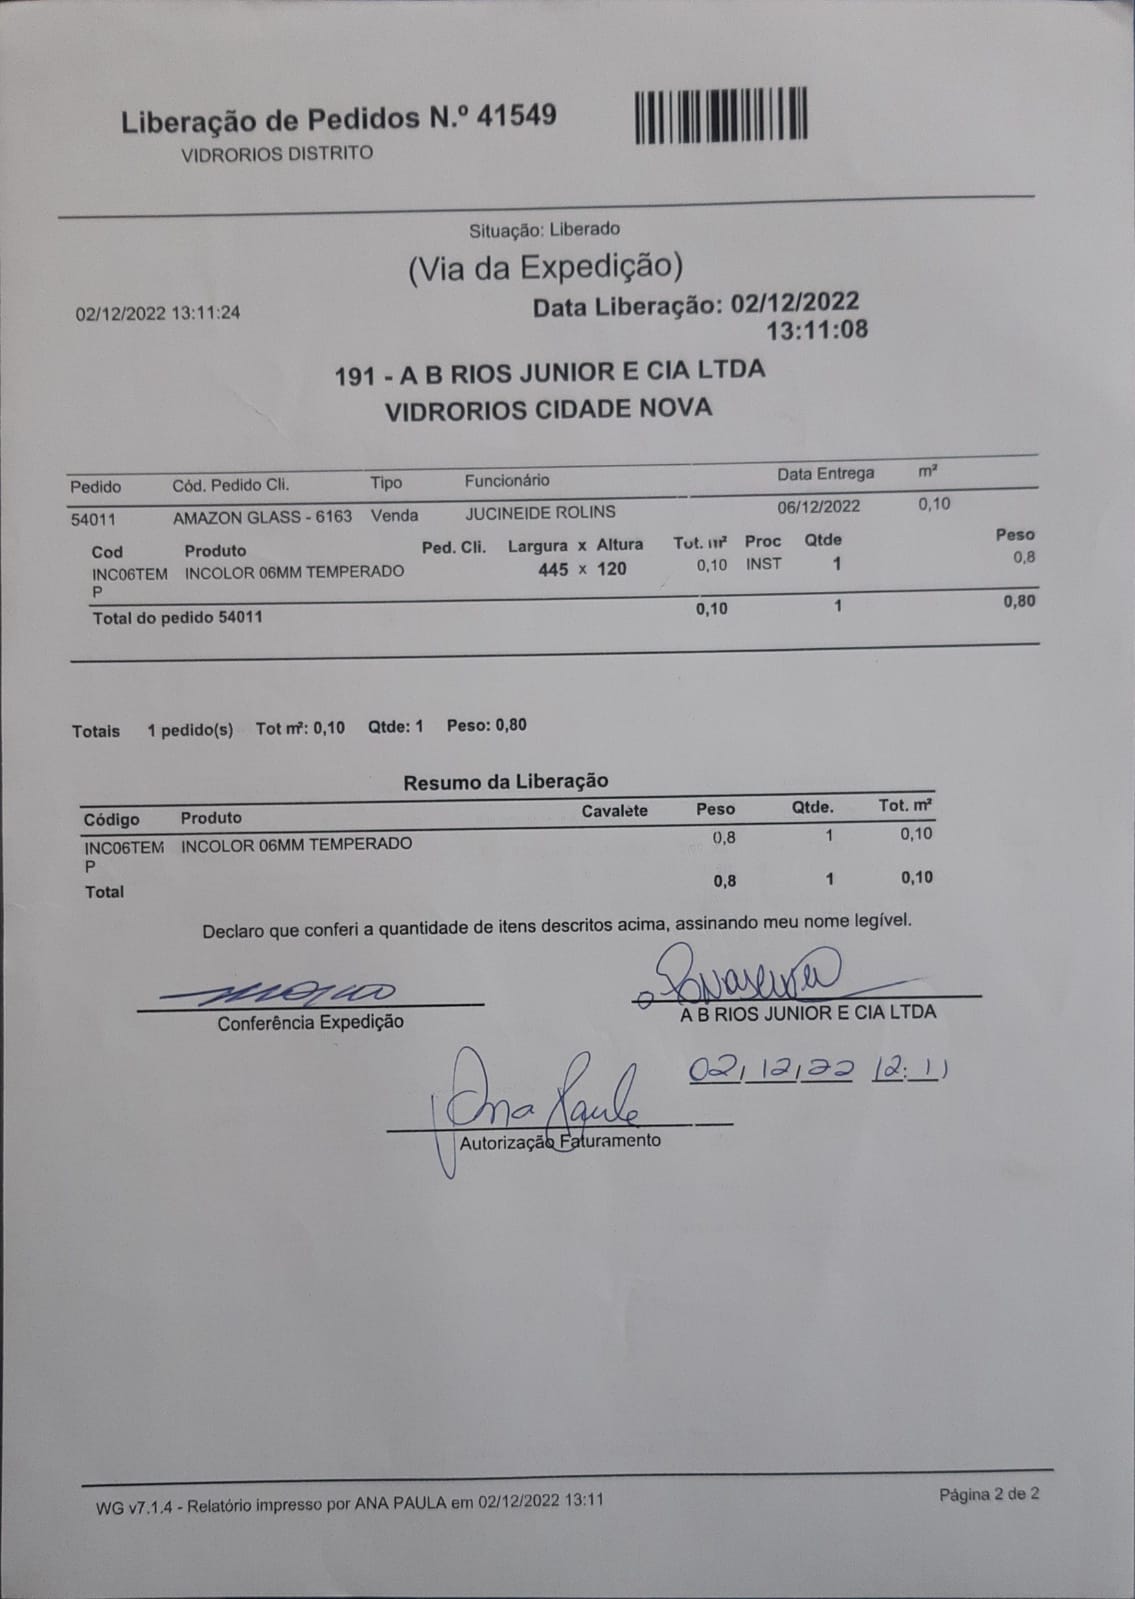 Liberação de Pedidos N.º 41549
VIDRORIOS DISTRITO
Situação: Liberado
(Via da Expedição)
02/12/2022 13:11:24
Data Liberação: 02/12/2022
13:11:08
191 - A B RIOS JUNIOR E CIA LTDA
VIDRORIOS CIDADE NOVA
Pedido Cód. Pedido Cli. Tipo Funcionário Data Entrega m²
54011 AMAZON GLASS - 6163 Venda JUCINEIDE ROLINS 06/12/2022 0,10
Cod Produto Ped. Cli. Largura x Altura Tot. m² Proc Qtde Peso
INC06TEM INCOLOR 06MM TEMPERADO 445 x 120 0,10 INST 1 0,8
P
Total do pedido 54011 0,10 1 0,80
Totais 1 pedido(s) Tot m²: 0,10 Qtde: 1 Peso: 0,80
Resumo da Liberação
Código Produto Cavalete Peso Qtde. Tot. m²
INC06TEM INCOLOR 06MM TEMPERADO 0,8 1 0,10
P
Total 0,8 1 0,10
Declaro que conferi a quantidade de itens descritos acima, assinando meu nome legível.
Conferência Expedição
A B RIOS JUNIOR E CIA LTDA
02, 12, 22 12:11
Ana Paula
Autorização Faturamento
WG v7.1.4 - Relatório impresso por ANA PAULA em 02/12/2022 13:11
Página 2 de 2